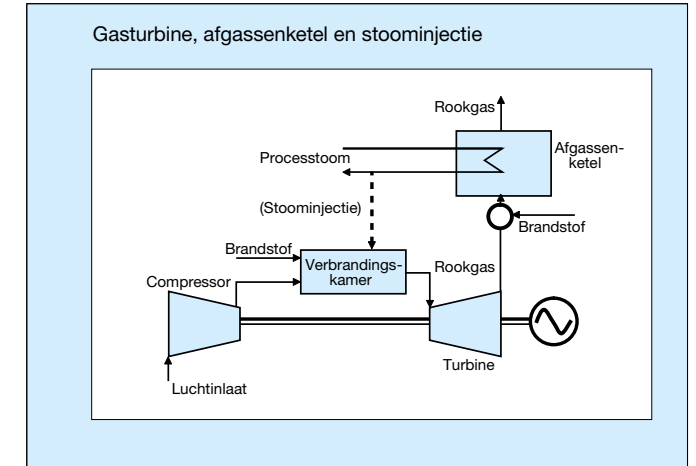 Gasturbine, afgassenketel en stoominjectie
Rookgas
Processtoom
Afgassen-
ketel
(Stoominjectie)
Brandstof
Brandstof
Verbrandings-
kamer
Rookgas
Compressor
Turbine
Luchtinlaat